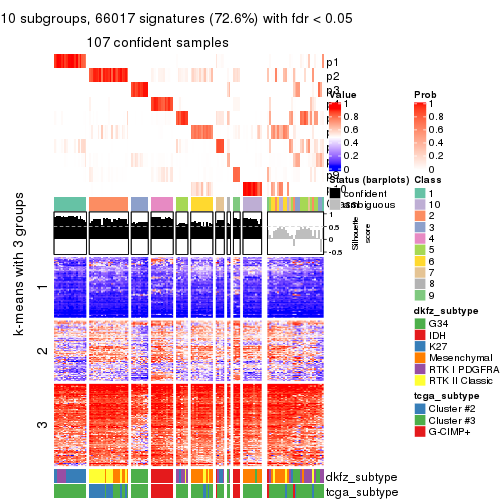 10 subgroups, 66017 signatures (72.6%) with fdr < 0.05
107 confident samples
p1
p2
p3
Value
1
0.8
0.6
0.4
0.2
0
Prob
1
0.8
0.6
0.4
0.2
0
Status (barplots)
confident
ambiguous
Class
1
10
2
3
4
5
6
7
8
9
1
0.5
0
-0.5
Silhouette
score
k-means with 3 groups
1
2
3
dkfz_subtype
G34
IDH
K27
Mesenchymal
RTK I PDGFRA
RTK II Classic
tcga_subtype
Cluster #2
Cluster #3
G-CIMP+
dkfz_subtype
tcga_subtype